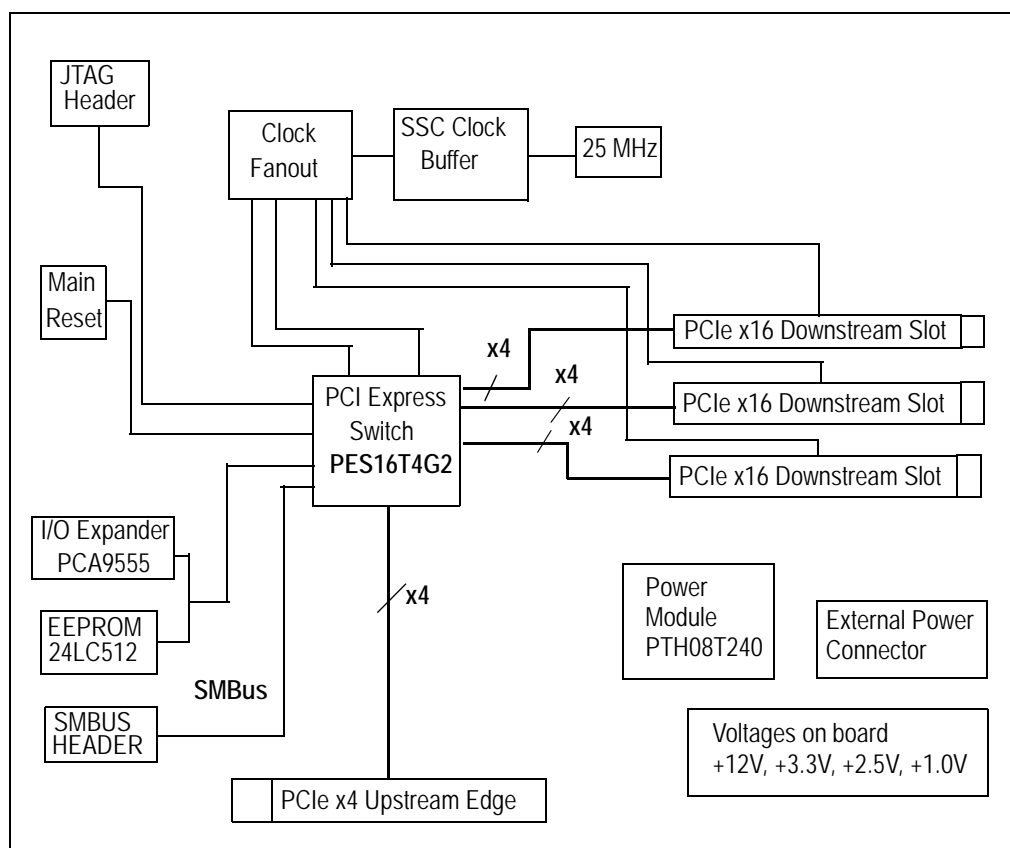 JTAG
Header
Clock
Fanout
SSC Clock
Buffer
25 MHz
Main
Reset
PCIe x16 Downstream Slot
x4
PCI Express
Switch
PES16T4G2
x4
PCIe x16 Downstream Slot
x4
PCIe x16 Downstream Slot
I/O Expander
PCA9555
EEPROM
24LC512
x4
Power
Module
PTH08T240
External Power
Connector
SMBus
SMBUS
HEADER
Voltages on board
+12V, +3.3V, +2.5V, +1.0V
PCIe x4 Upstream Edge